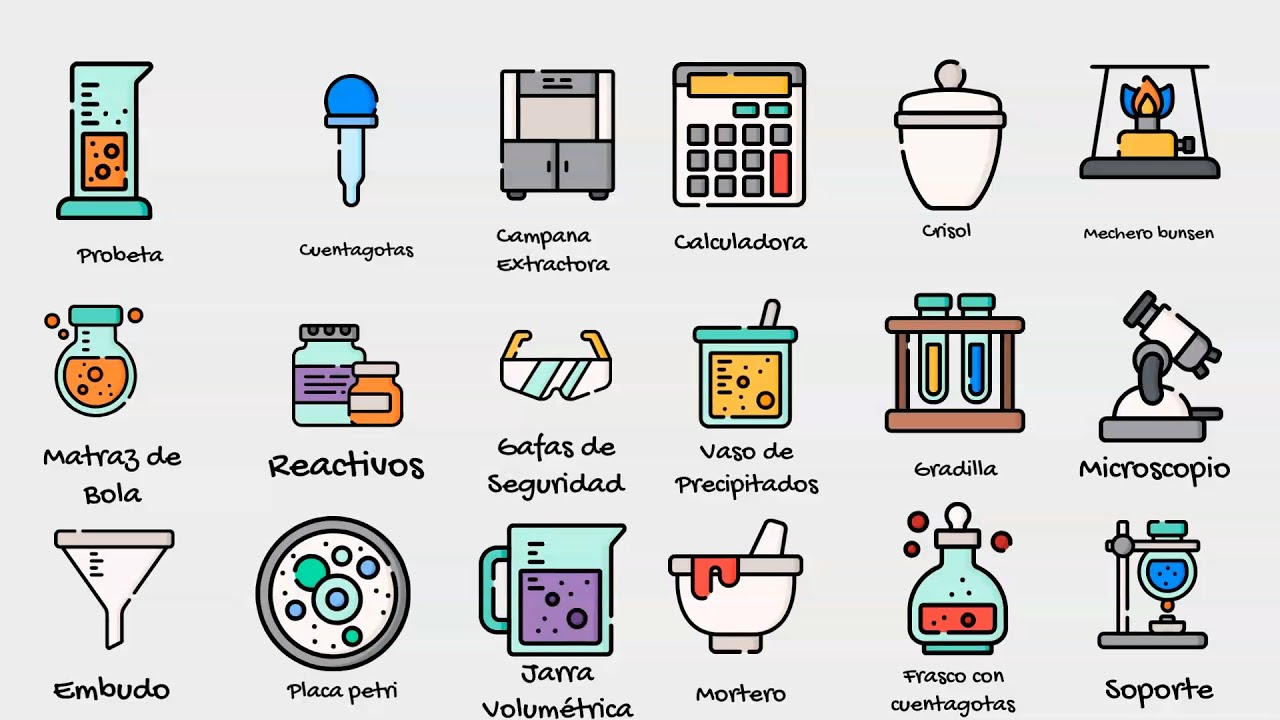 Probeta
Cuentagotas
Campana
Extractora
Calculadora
Crisol
Mechero bunsen
Matraz de
Bola
Reactivos
Gafas de
Seguridad
Vaso de
Precipitados
Gradilla
Microscopio
Embudo
Placa petri
Jarra
Volumétrica
Mortero
Frasco con
cuentagotas
Soporte